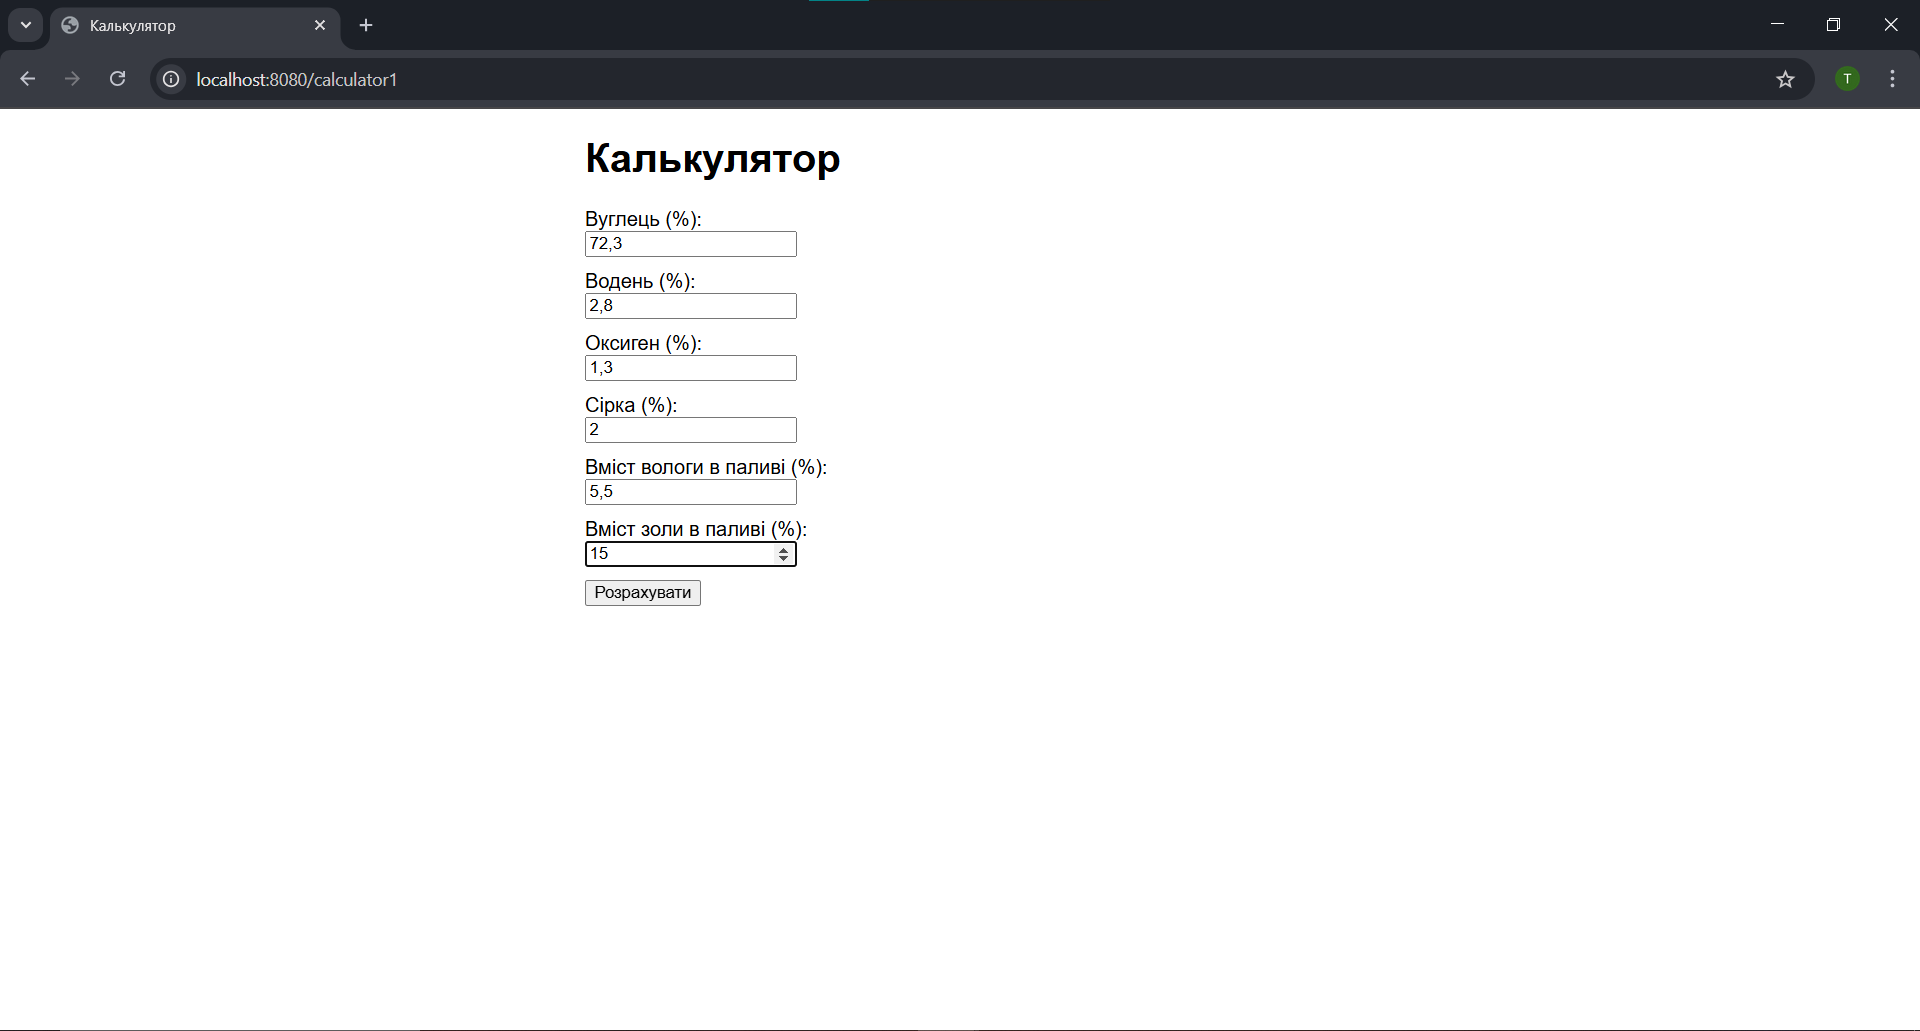 Калькулятор
localhost:8080/calculator1
T
Калькулятор
Вуглець (%):
72,3
Водень (%):
2,8
Оксиген (%):
1,3
Сірка (%):
2
Вміст вологи в паливі (%):
5,5
Вміст золи в паливі (%):
15
Розрахувати